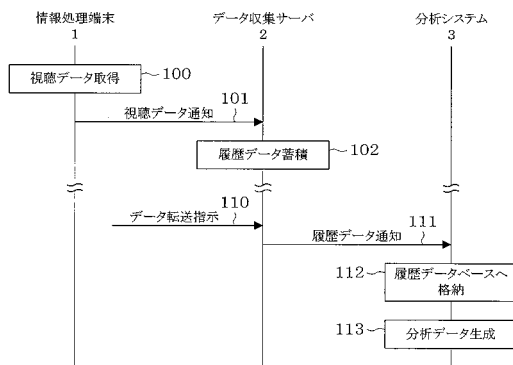 情報処理端末
1
データ収集サーバ
2
分析システム
3
視聴データ取得
100
視聴データ通知
101
履歴データ蓄積
102
データ転送指示
110
履歴データ通知
111
112
履歴データベースへ
格納
113
分析データ生成